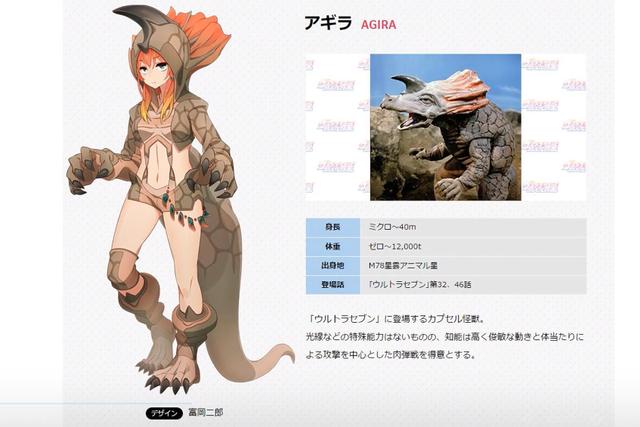 アギラ AGIRA
身長 ミクロ～40m
体重 ゼロ～12,000t
出身地 M78星雲アニマル星
登場話 「ウルトラセブン」第32、46話
「ウルトラセブン」に登場するカプセル怪獣。
光線などの特殊能力はないものの、知能は高く俊敏な動きと体当たりに
よる攻撃を中心とした肉弾戦を得意とする。
デザイン 富岡二郎